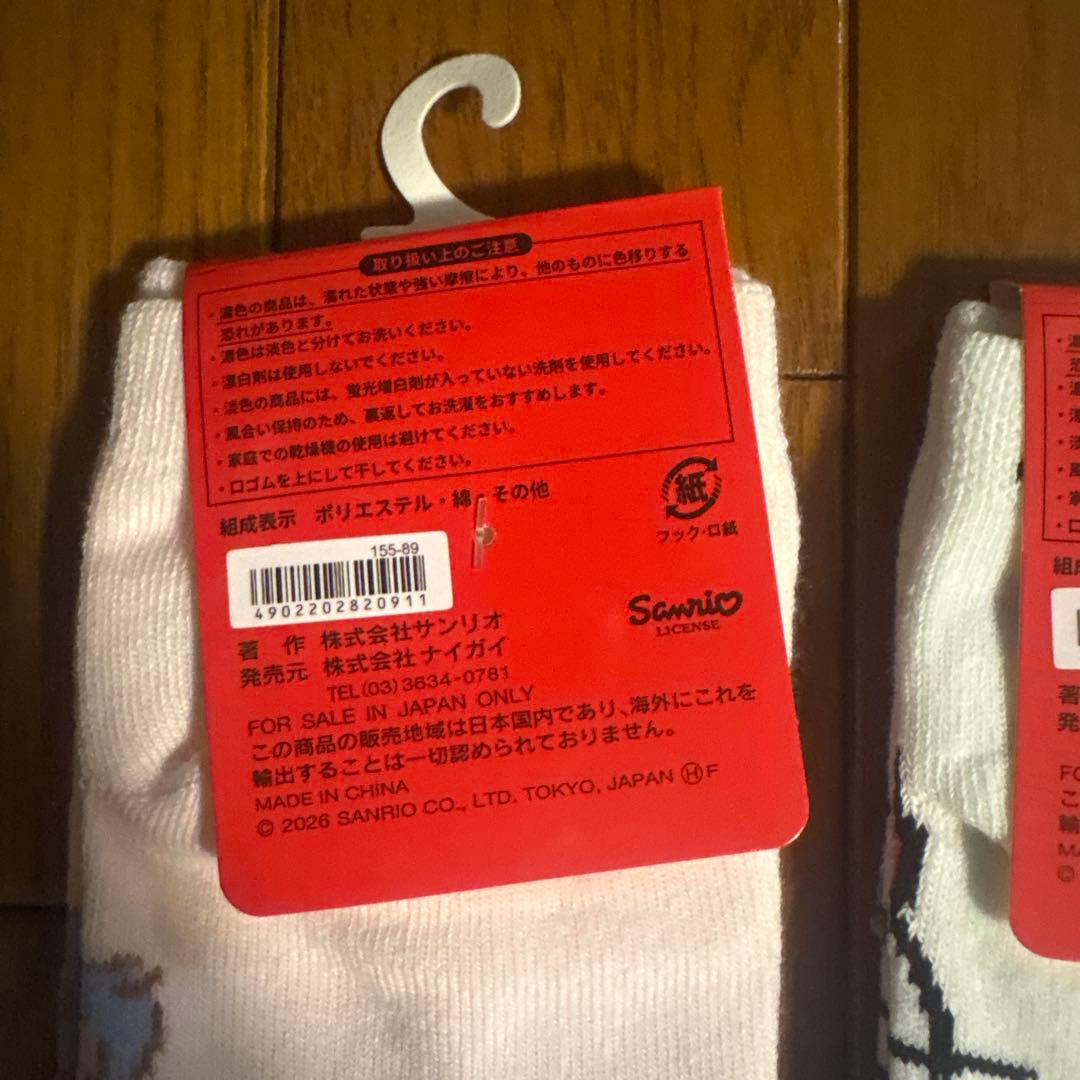 取り扱い上のご注意
・濃色の商品は、濡れた状態や強い摩擦により、他のものに色移りする
恐れがあります。
・濃色は淡色と分けてお洗いください。
・漂白剤は使用しないでください。
・淡色の商品には、蛍光増白剤が入っていない洗剤を使用してください。
・風合い保持のため、裏返してお洗濯をおすすめします。
・家庭での乾燥機の使用は避けてください。
・口ゴムを上にして干してください。
組成表示 ポリエステル・綿・その他
紙
フック・口紙
155-89
4902202820911
Sanrio
LICENSE
著 作 株式会社サンリオ
発売元 株式会社ナイガイ
TEL(03)3634-0781
FOR SALE IN JAPAN ONLY
この商品の販売地域は日本国内であり、海外にこれを
輸出することは一切認められておりません。
MADE IN CHINA
© 2026 SANRIO CO., LTD. TOKYO, JAPAN Ⓗ F
組成
著
発
FO
こ
輸
MA
©